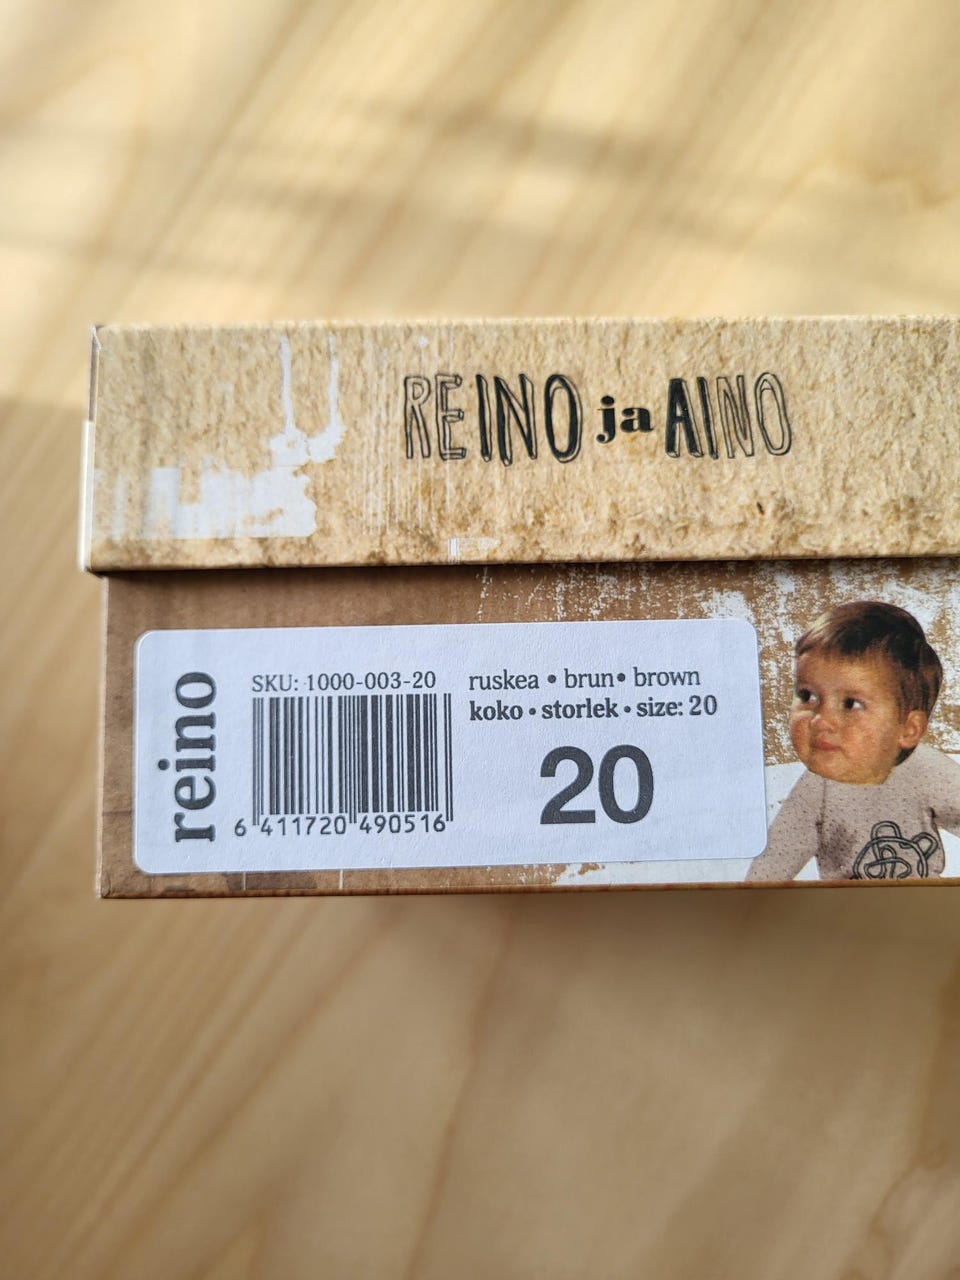 REINO ja AINO
reino
SKU: 1000-003-20
6 411720 490516
ruskea • brun • brown
koko • storlek • size: 20
20